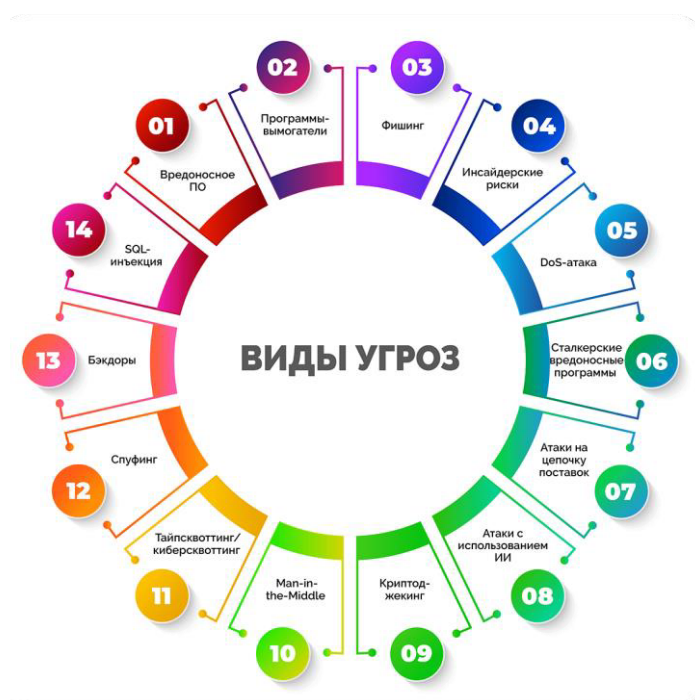 ВИДЫ УГРОЗ
01
Вредоносное
ПО
02
Программы-
вымогатели
03
Фишинг
04
Инсайдерские
риски
05
DoS-атака
06
Сталкерские
вредоносные
программы
07
Атаки на
цепочку
поставок
08
Атаки с
использованием
ИИ
09
Криптод-
жекинг
10
Man-in-
the-Middle
11
Тайпсквоттинг/
киберсквоттинг
12
Спуфинг
13
Бэкдоры
14
SQL-
инъекция